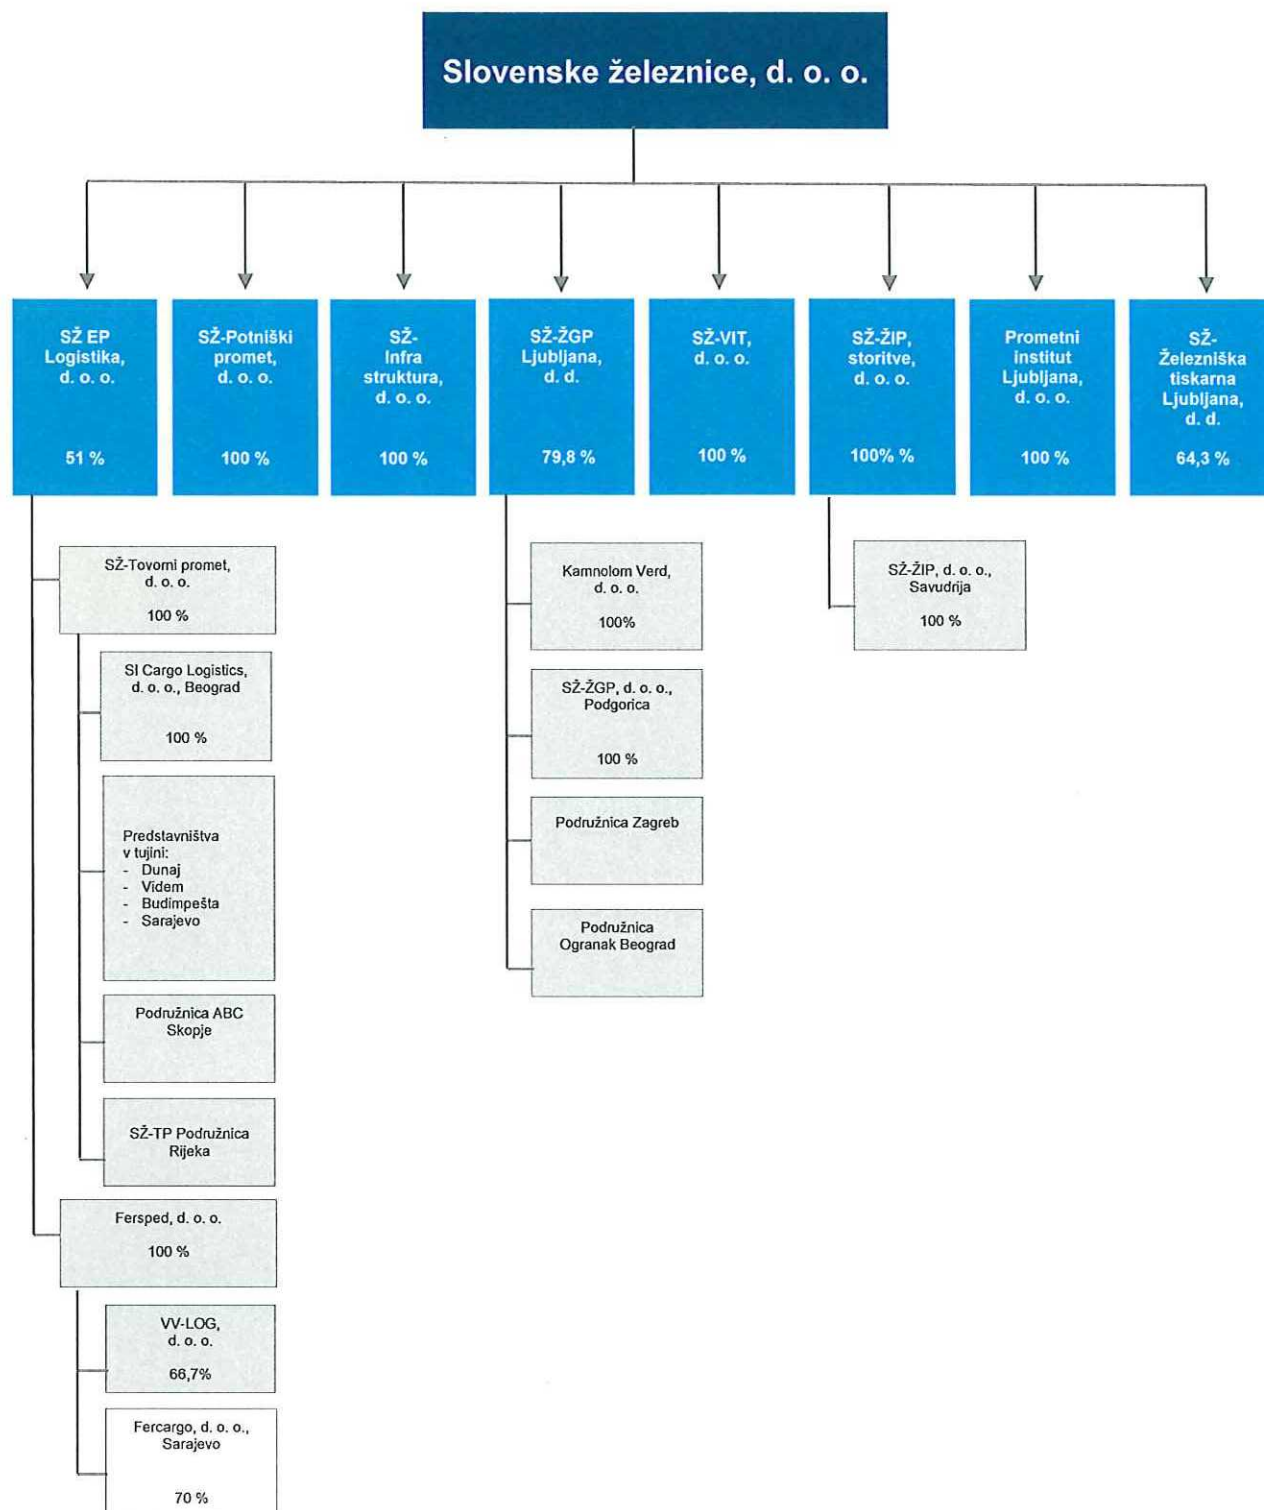 Slovenske železnice, d. o. o.
SŽ EP
Logistika,
d. o. o.
51 %
SŽ-Potniški
promet,
d. o. o.
100 %
SŽ-
Infra
struktura,
d. o. o.
100 %
SŽ-ŽGP
Ljubljana,
d. d.
79,8 %
SŽ-VIT,
d. o. o.
100 %
SŽ-ŽIP,
storitve,
d. o. o.
100% %
Prometni
institut
Ljubljana,
d. o. o.
100 %
SŽ-
Železniška
tiskarna
Ljubljana,
d. d.
64,3 %
SŽ-Tovorni promet,
d. o. o.
100 %
SI Cargo Logistics,
d. o. o., Beograd
100 %
Predstavništva
v tujini:
- Dunaj
- Videm
- Budimpešta
- Sarajevo
Podružnica ABC
Skopje
SŽ-TP Podružnica
Rijeka
Fersped, d. o. o.
100 %
VV-LOG,
d. o. o.
66,7%
Fercargo, d. o. o.,
Sarajevo
70 %
Kamnolom Verd,
d. o. o.
100%
SŽ-ŽGP, d. o. o.,
Podgorica
100 %
Podružnica Zagreb
Podružnica
Ogranak Beograd
SŽ-ŽIP, d. o. o.,
Savudrija
100 %